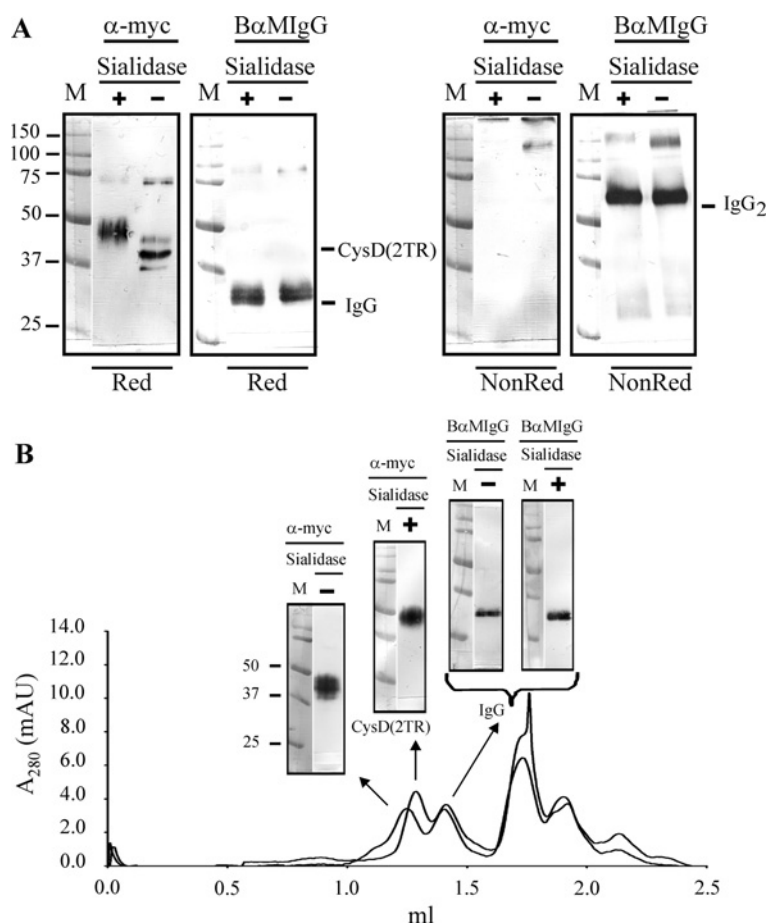 A
α-myc
BαMIgG
Sialidase
Sialidase
M + −
M + −
150
100
75
50
37
25
CysD(2TR)
IgG
Red
Red
α-myc
BαMIgG
Sialidase
Sialidase
M + −
M + −
IgG2
NonRed
NonRed
B
BαMIgG
BαMIgG
Sialidase
Sialidase
M −
M +
α-myc
Sialidase
M +
α-myc
Sialidase
M −
50
37
25
CysD(2TR)
IgG
14.0
12.0
10.0
8.0
6.0
4.0
2.0
0.0
A280 (mAU)
0.0 0.5 1.0 1.5 2.0 2.5
ml